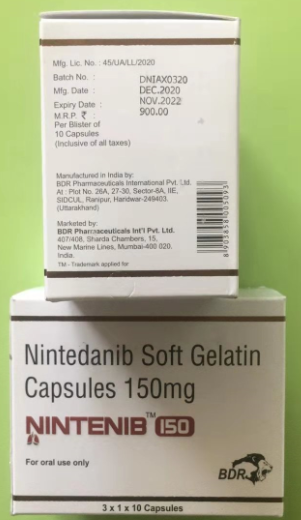 Mfg. Lic. No. : 45/UA/LL/2020
Batch No. : DNIAX0320
Mfg. Date : DEC.2020
Expiry Date : NOV.2022
M.R.P. ₹ : 900.00
Per Blister of
10 Capsules
(Inclusive of all taxes)
Manufactured in India by:
BDR Pharmaceuticals International Pvt. Ltd.
At : Plot No. 26A, 27-30, Sector-8A, IIE,
SIDCUL, Ranipur, Haridwar-249403.
(Uttarakhand)
Marketed by:
BDR Pharmaceuticals Int'l Pvt. Ltd.
407/408, Sharda Chambers, 15,
New Marine Lines, Mumbai-400 020.
India.
TM - Trademark applied for
8903858005093
Nintedanib Soft Gelatin
Capsules 150mg
NINTENIB™ 150
For oral use only
BDR
3 x 1 x 10 Capsules